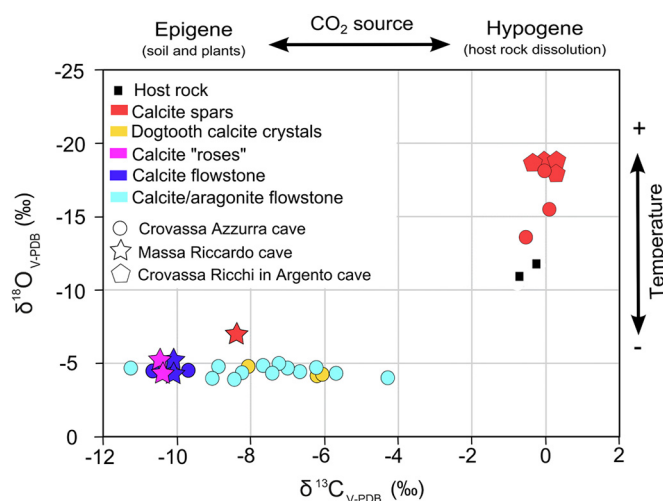 Epigene CO2 source Hypogene
(soil and plants) (host rock dissolution)
-25
-20
-15
-10
-5
0
δ18O V-PDB (‰)
Host rock
Calcite spars
Dogtooth calcite crystals
Calcite "roses"
Calcite flowstone
Calcite/aragonite flowstone
Crovassa Azzurra cave
Massa Riccardo cave
Crovassa Ricchi in Argento cave
+
Temperature
-
-12 -10 -8 -6 -4 -2 0 2
δ13C V-PDB (‰)